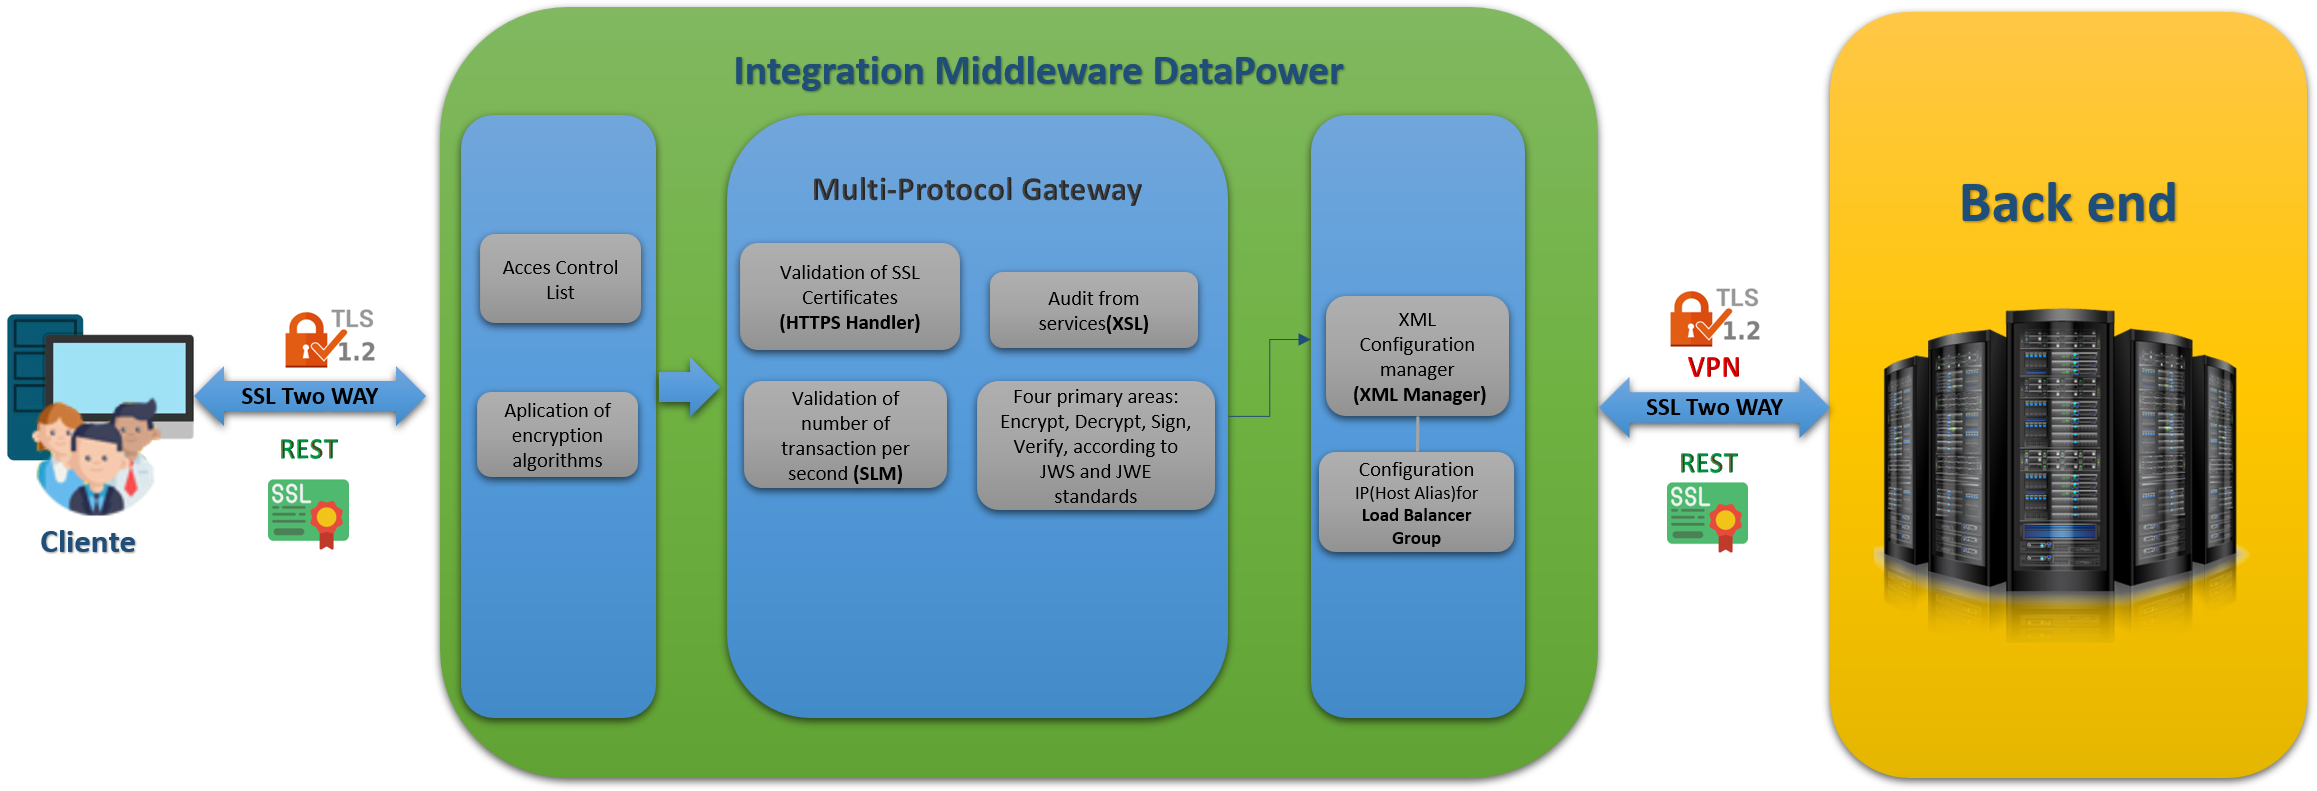 Integration Middleware DataPower
Acces Control
List
Aplication of
encryption
algorithms
Multi-Protocol Gateway
Validation of SSL
Certificates
(HTTPS Handler)
Audit from
services(XSL)
Validation of
number of
transaction per
second (SLM)
Four primary areas:
Encrypt, Decrypt, Sign,
Verify, according to
JWS and JWE
standards
XML
Configuration
manager
(XML Manager)
Configuration
IP(Host Alias)for
Load Balancer
Group
TLS
1.2
SSL Two WAY
REST
SSL
Cliente
TLS
1.2
VPN
SSL Two WAY
REST
SSL
Back end